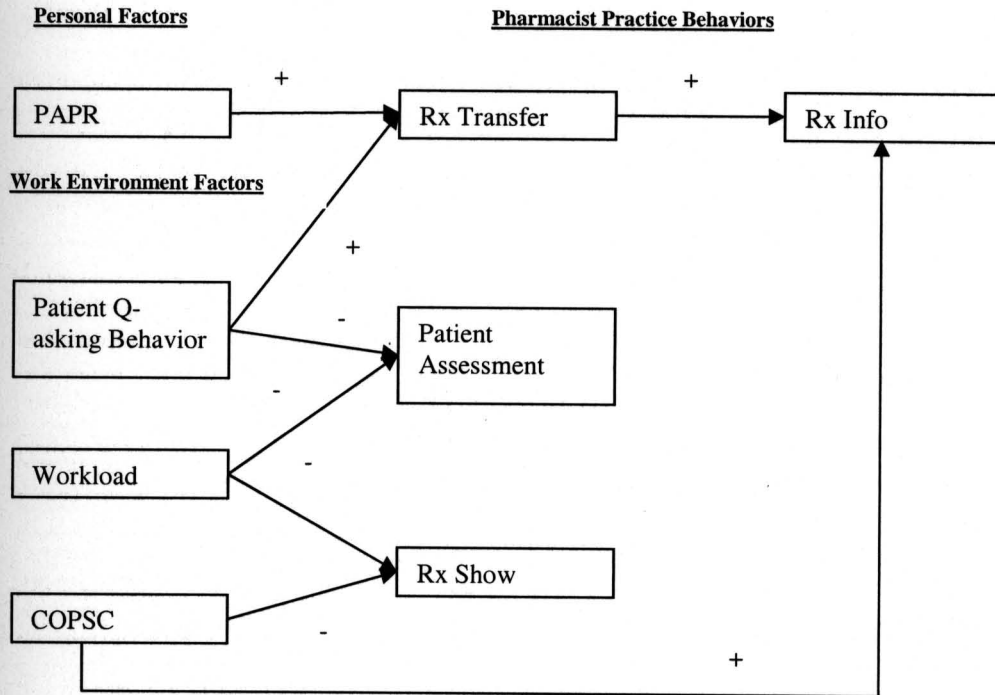 Personal Factors
Pharmacist Practice Behaviors
+
+
PAPR
Rx Transfer
Rx Info
Work Environment Factors
+
Patient Q-
asking Behavior
-
Patient
Assessment
-
Workload
-
Rx Show
COPSC
-
+